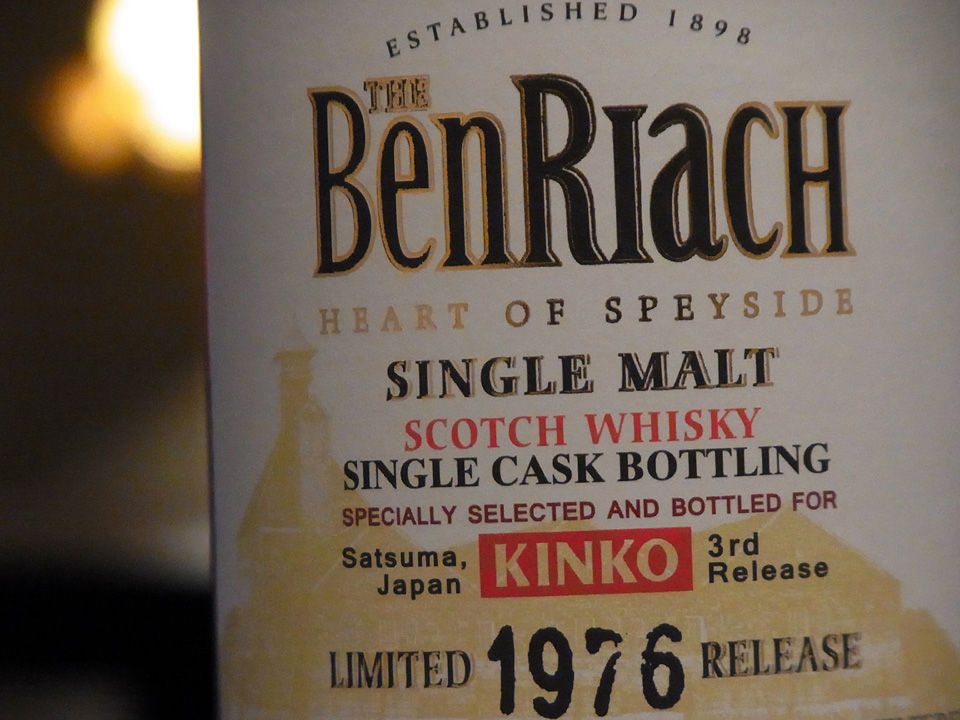 ESTABLISHED 1898
THE
BENRIACH
HEART OF SPEYSIDE
SINGLE MALT
SCOTCH WHISKY
SINGLE CASK BOTTLING
SPECIALLY SELECTED AND BOTTLED FOR
Satsuma, Japan KINKO 3rd Release
LIMITED 1976 RELEASE